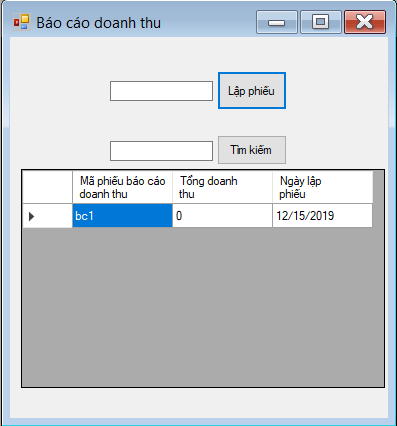 Báo cáo doanh thu
Lập phiếu
Tìm kiếm
Mã phiếu báo cáo Tổng doanh Ngày lập
doanh thu thu phiếu
bc1 0 12/15/2019